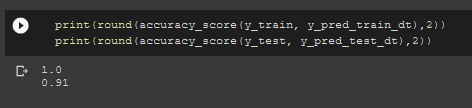 print(round(accuracy_score(y_train, y_pred_train_dt),2))
print(round(accuracy_score(y_test, y_pred_test_dt),2))
1.0
0.91